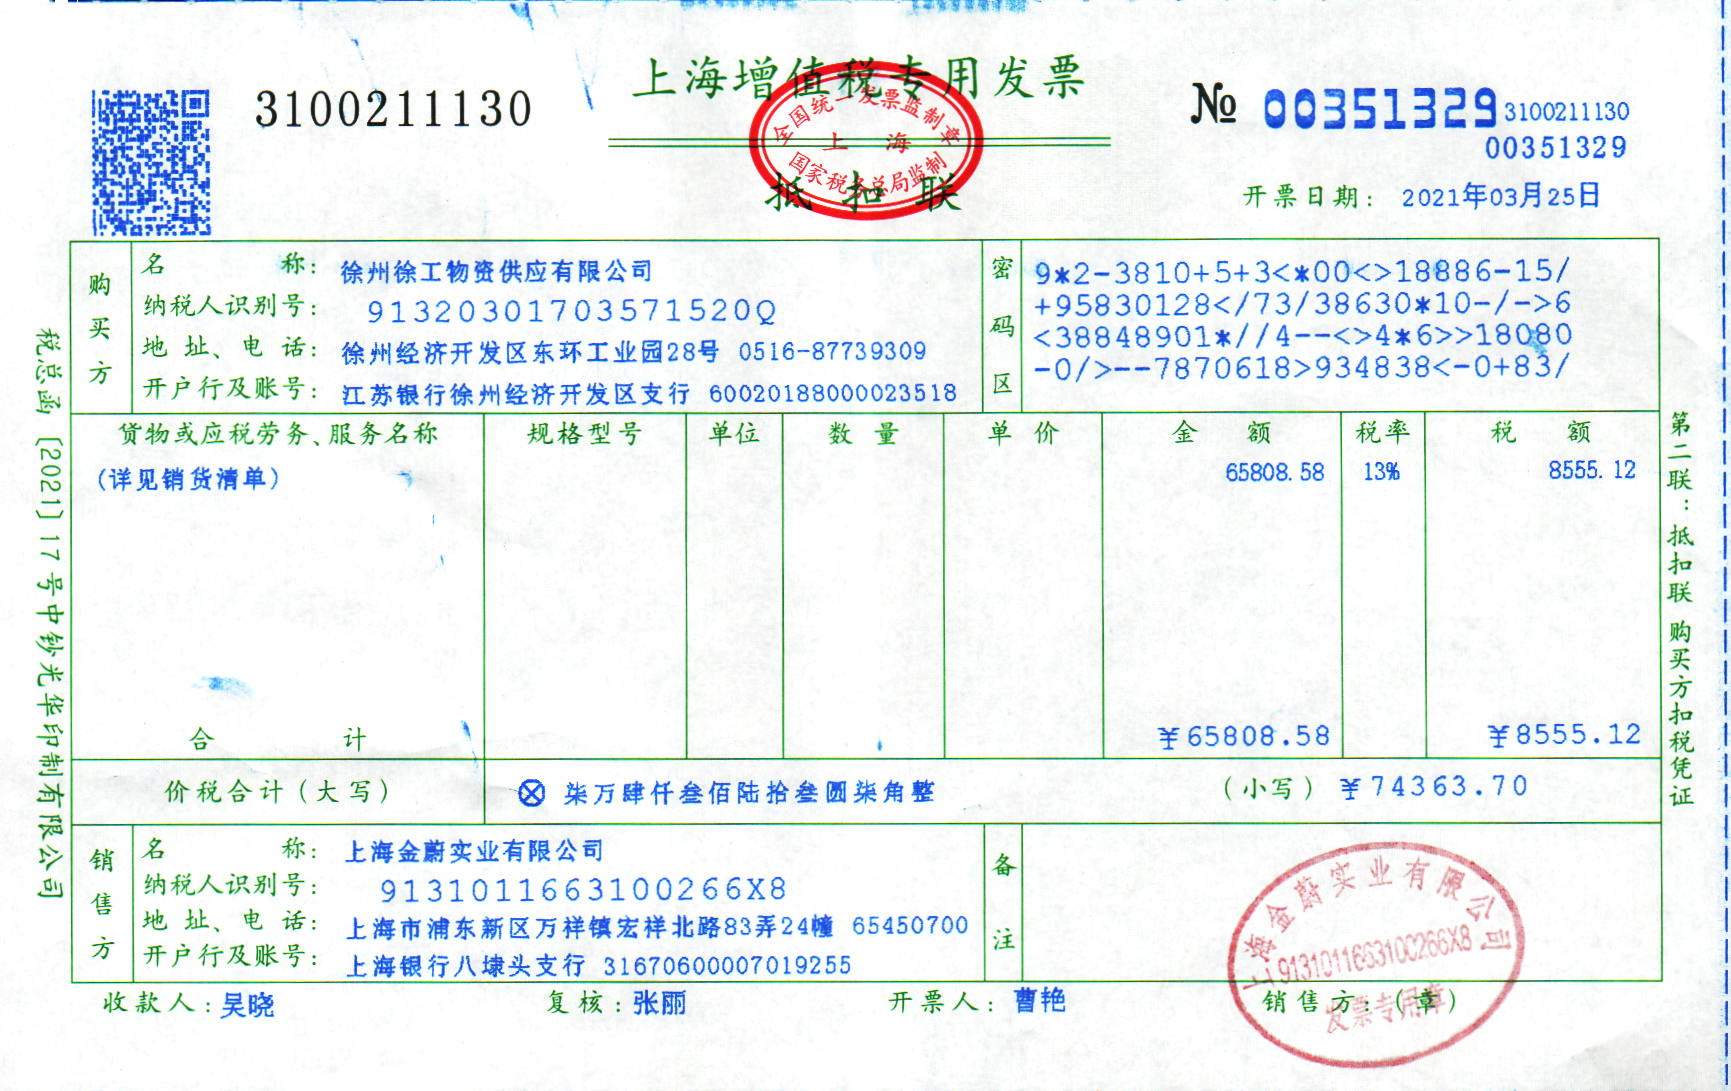 上海增值税专用发票
3100211130
№ 00351329 3100211130
00351329
全国统一发票监制章
上海
国家税务总局监制
抵扣联
开票日期： 2021年03月25日
购买方
名称： 徐州徐工物资供应有限公司
纳税人识别号： 91320301703571520Q
地址、电话： 徐州经济开发区东环工业园28号 0516-87739309
开户行及账号： 江苏银行徐州经济开发区支行 60020188000023518
密码区
9*2-3810+5+3<*00<>18886-15/
+95830128</73/38630*10-/->6
<38848901*//4--<>4*6>>18080
-0/>--7870618>934838<-0+83/
货物或应税劳务、服务名称 规格型号 单位 数量 单价 金额 税率 税额
(详见销货清单) 65808.58 13% 8555.12
合计 ￥65808.58 ￥8555.12
价税合计（大写） ⊗ 柒万肆仟叁佰陆拾叁圆柒角整 （小写） ￥74363.70
销售方
名称： 上海金蔚实业有限公司
纳税人识别号： 9131011663100266X8
地址、电话： 上海市浦东新区万祥镇宏祥北路83弄24幢 65450700
开户行及账号： 上海银行八埭头支行 31670600007019255
备注
收款人：吴晓 复核：张丽 开票人：曹艳 销售方：（章）
上海金蔚实业有限公司
9131011663100266X8
发票专用章
税总函〔2021〕17号中钞光华印制有限公司
第二联：抵扣联 购买方扣税凭证